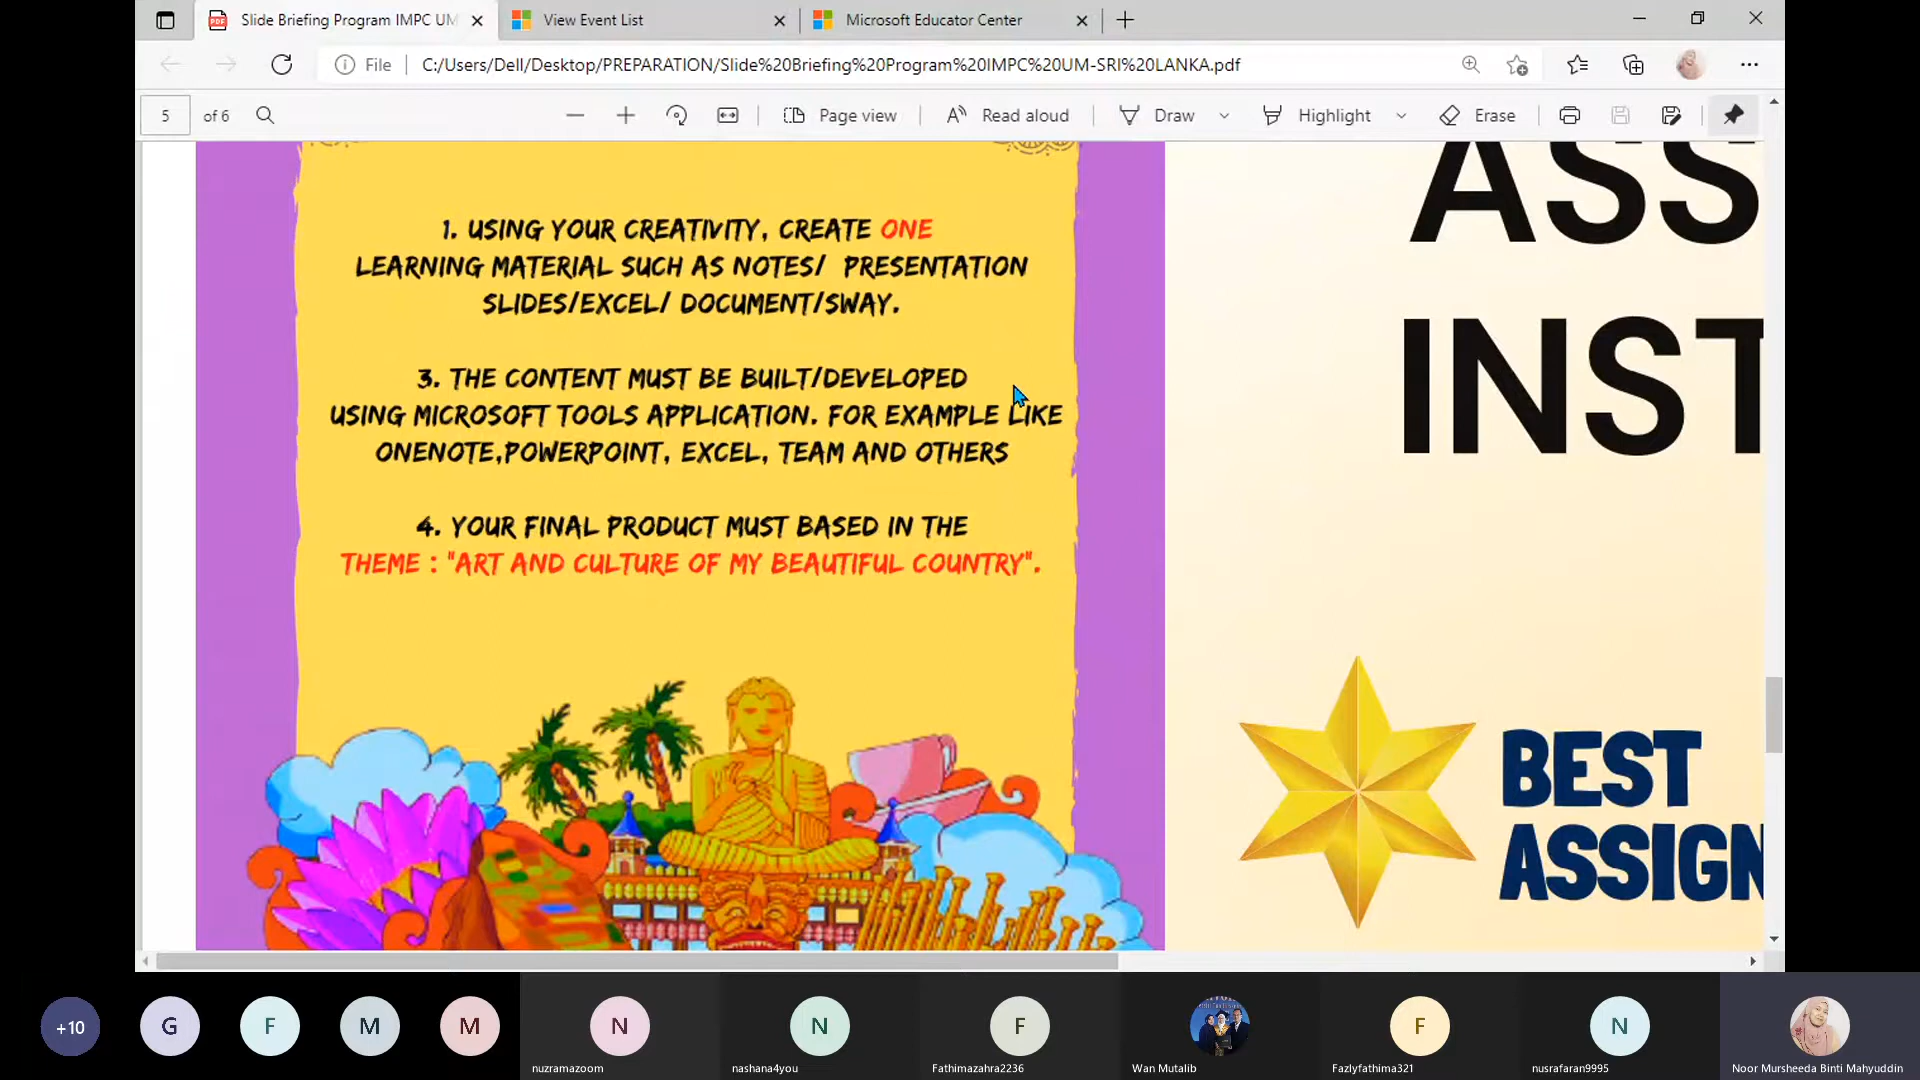 Slide Briefing Program IMPC UM
View Event List
Microsoft Educator Center
File
C:/Users/Dell/Desktop/PREPARATION/Slide%20Briefing%20Program%20IMPC%20UM-SRI%20LANKA.pdf
5
of 6
Page view
Read aloud
Draw
Highlight
Erase
1. USING YOUR CREATIVITY, CREATE ONE
LEARNING MATERIAL SUCH AS NOTES/ PRESENTATION
SLIDES/EXCEL/ DOCUMENT/SWAY.
3. THE CONTENT MUST BE BUILT/DEVELOPED
USING MICROSOFT TOOLS APPLICATION. FOR EXAMPLE LIKE
ONENOTE,POWERPOINT, EXCEL, TEAM AND OTHERS
4. YOUR FINAL PRODUCT MUST BASED IN THE
THEME : "ART AND CULTURE OF MY BEAUTIFUL COUNTRY".
ASS
INST
BEST
ASSIGN
+10
G
F
M
M
N
N
F
F
N
nuzramazoom
nashana4you
Fathimazahra2236
Wan Mutalib
Fazlyfathima321
nusrafaran9995
Noor Mursheeda Binti Mahyuddin